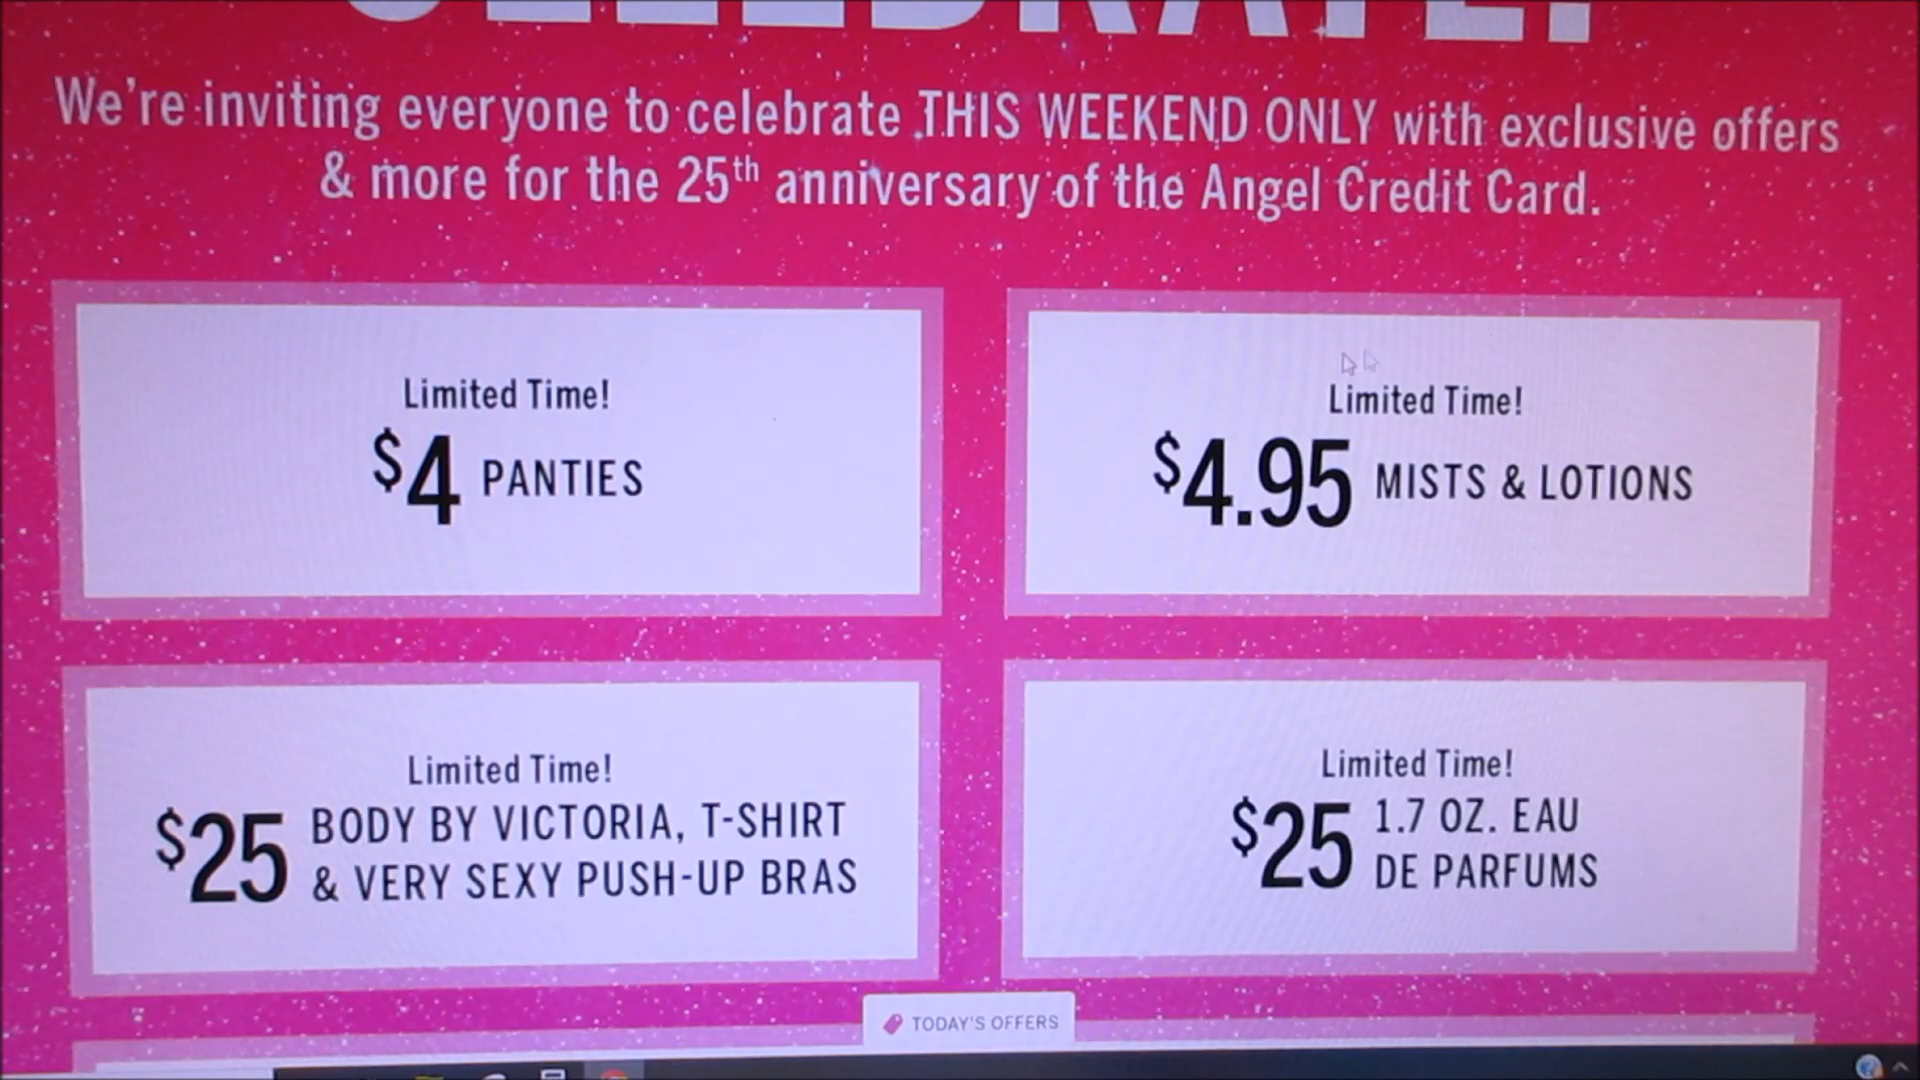 CELEBRATE!
We're inviting everyone to celebrate THIS WEEKEND ONLY with exclusive offers
& more for the 25th anniversary of the Angel Credit Card.
Limited Time!
$4 PANTIES
Limited Time!
$4.95 MISTS & LOTIONS
Limited Time!
$25 BODY BY VICTORIA, T-SHIRT
& VERY SEXY PUSH-UP BRAS
Limited Time!
$25 1.7 OZ. EAU
DE PARFUMS
TODAY'S OFFERS